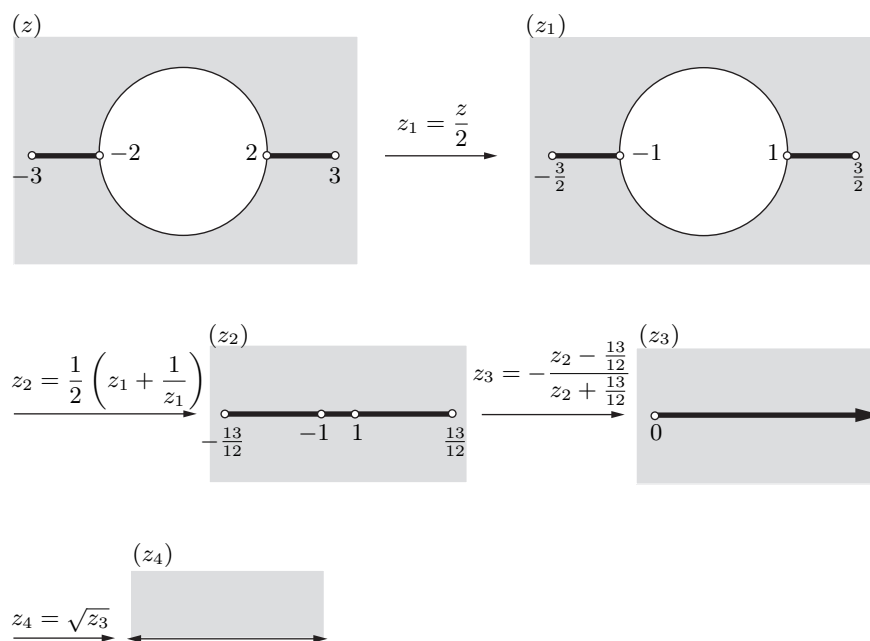 (z) (z₁)
z₁ = z/2
−3 −2 2 3 −3/2 −1 1 3/2
(z₂) (z₃)
z₂ = 1/2 (z₁ + 1/z₁) z₃ = − (z₂ − 13/12)/(z₂ + 13/12)
−13/12 −1 1 13/12 0
(z₄)
z₄ = √z₃